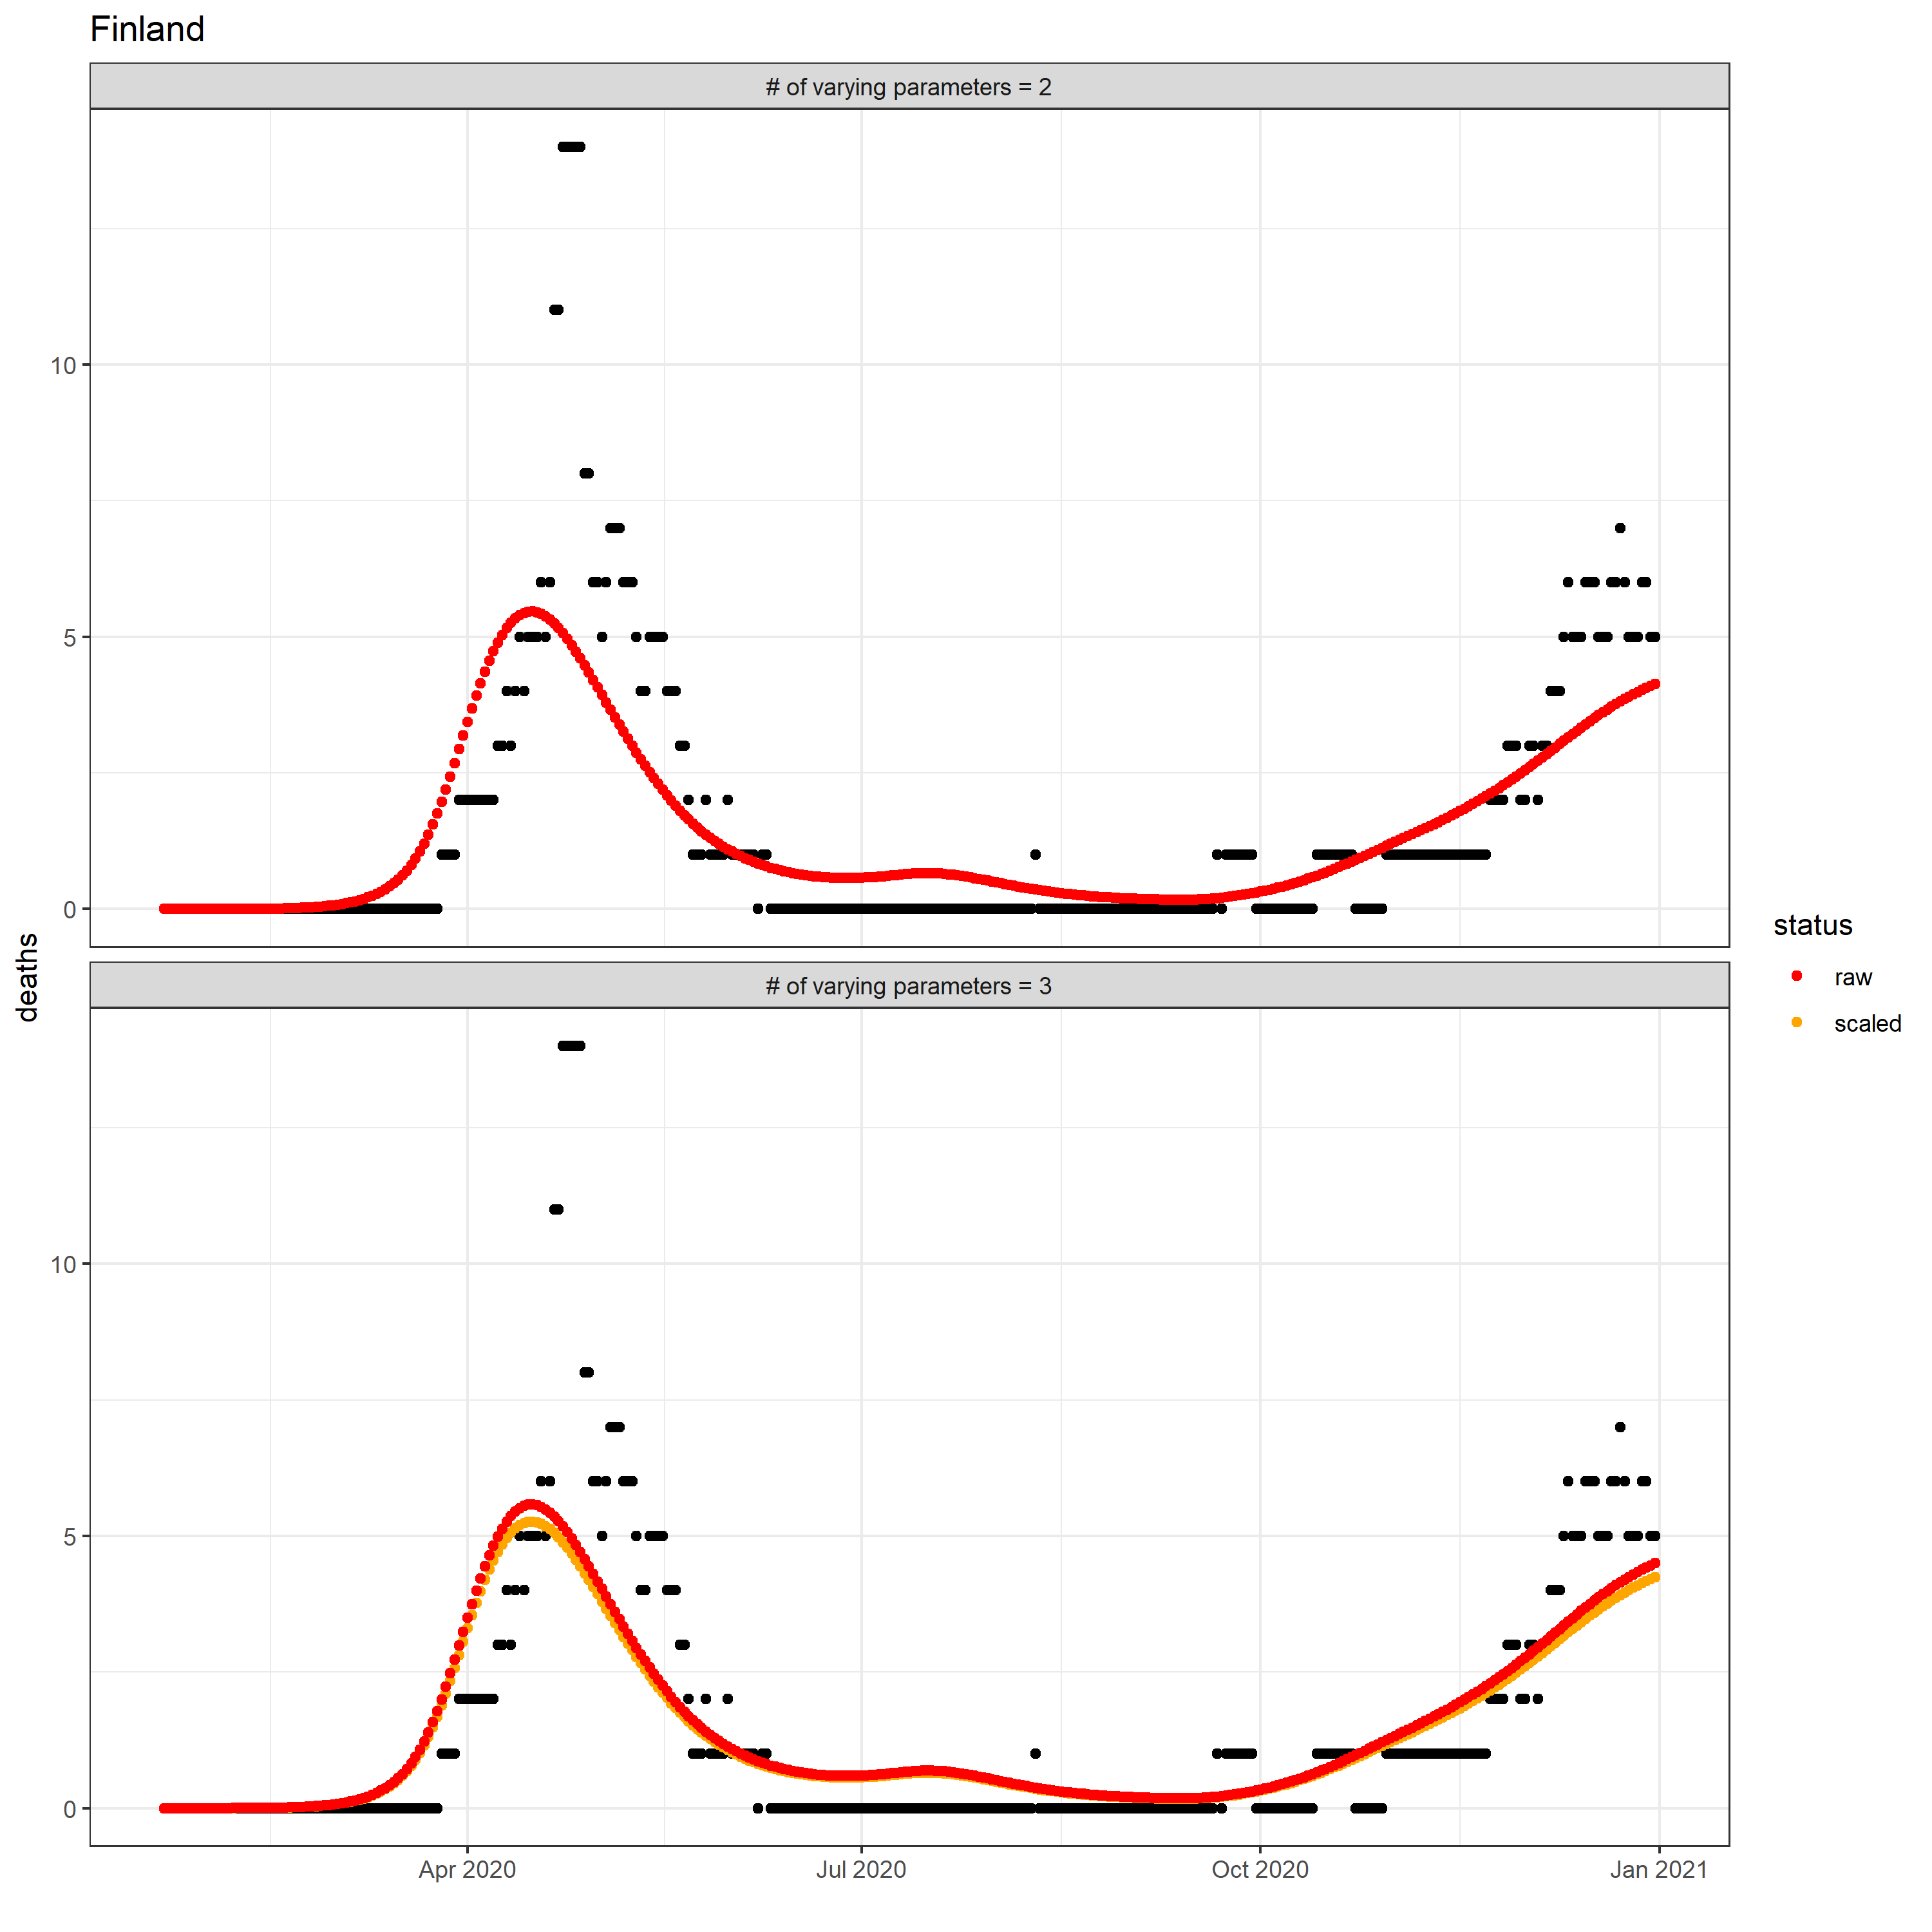 Finland
# of varying parameters = 2
10
5
0
# of varying parameters = 3
10
5
0
deaths
Apr 2020
Jul 2020
Oct 2020
Jan 2021
status
raw
scaled